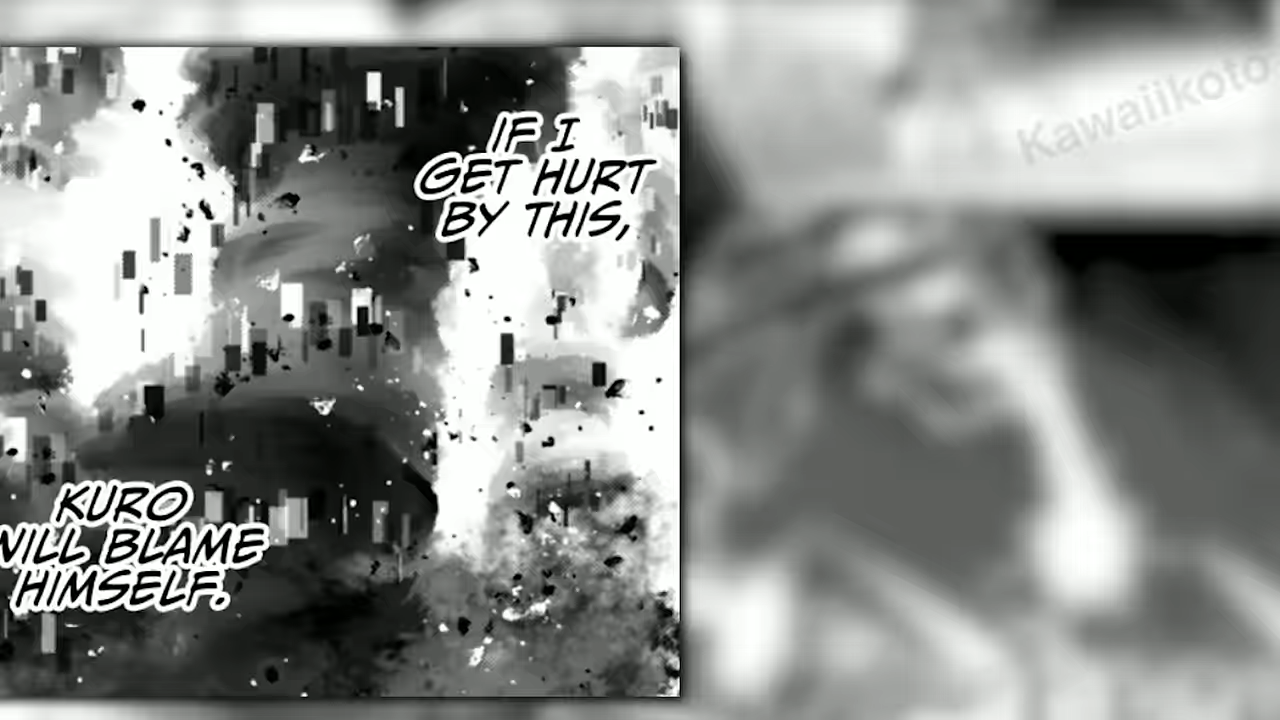 IF I
GET HURT
BY THIS,
KURO
WILL BLAME
HIMSELF.
Kawaiikoto